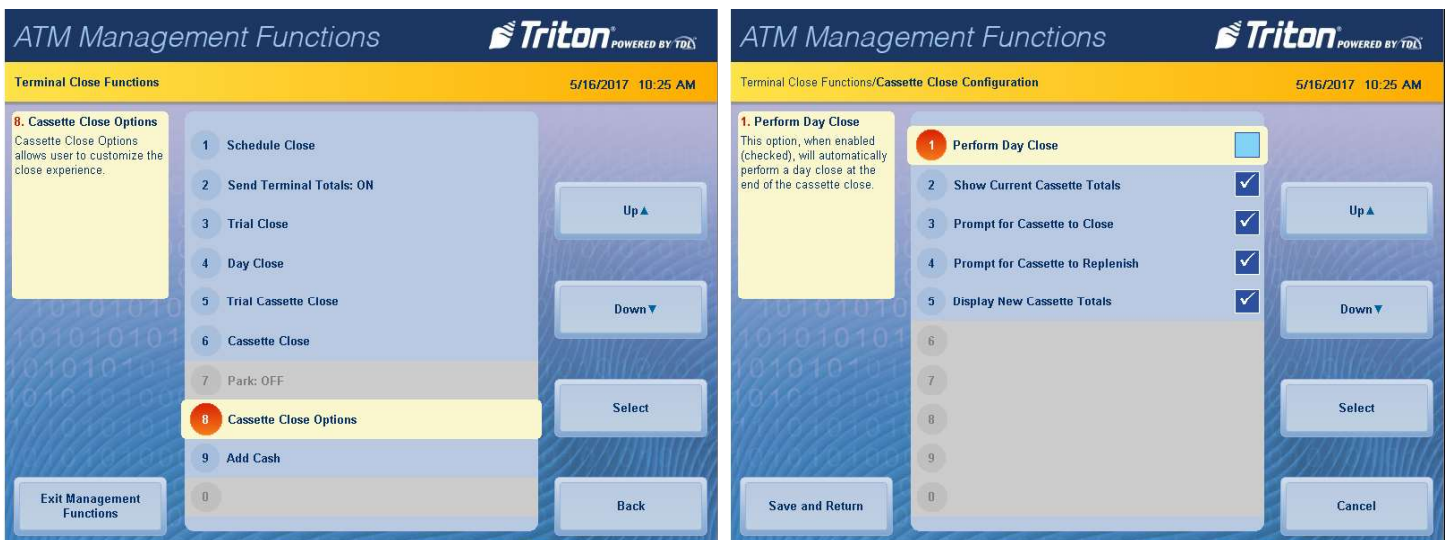 ATM Management Functions
Triton POWERED BY TDL
Terminal Close Functions
5/16/2017 10:25 AM
8. Cassette Close Options
Cassette Close Options
allows user to customize the
close experience.
1 Schedule Close
2 Send Terminal Totals: ON
3 Trial Close
4 Day Close
5 Trial Cassette Close
6 Cassette Close
7 Park: OFF
8 Cassette Close Options
9 Add Cash
0
Up▲
Down▼
Select
Back
Exit Management
Functions
ATM Management Functions
Triton POWERED BY TDL
Terminal Close Functions/Cassette Close Configuration
5/16/2017 10:25 AM
1. Perform Day Close
This option, when enabled
(checked), will automatically
perform a day close at the
end of the cassette close.
1 Perform Day Close
2 Show Current Cassette Totals
3 Prompt for Cassette to Close
4 Prompt for Cassette to Replenish
5 Display New Cassette Totals
6
7
8
9
0
Up▲
Down▼
Select
Cancel
Save and Return